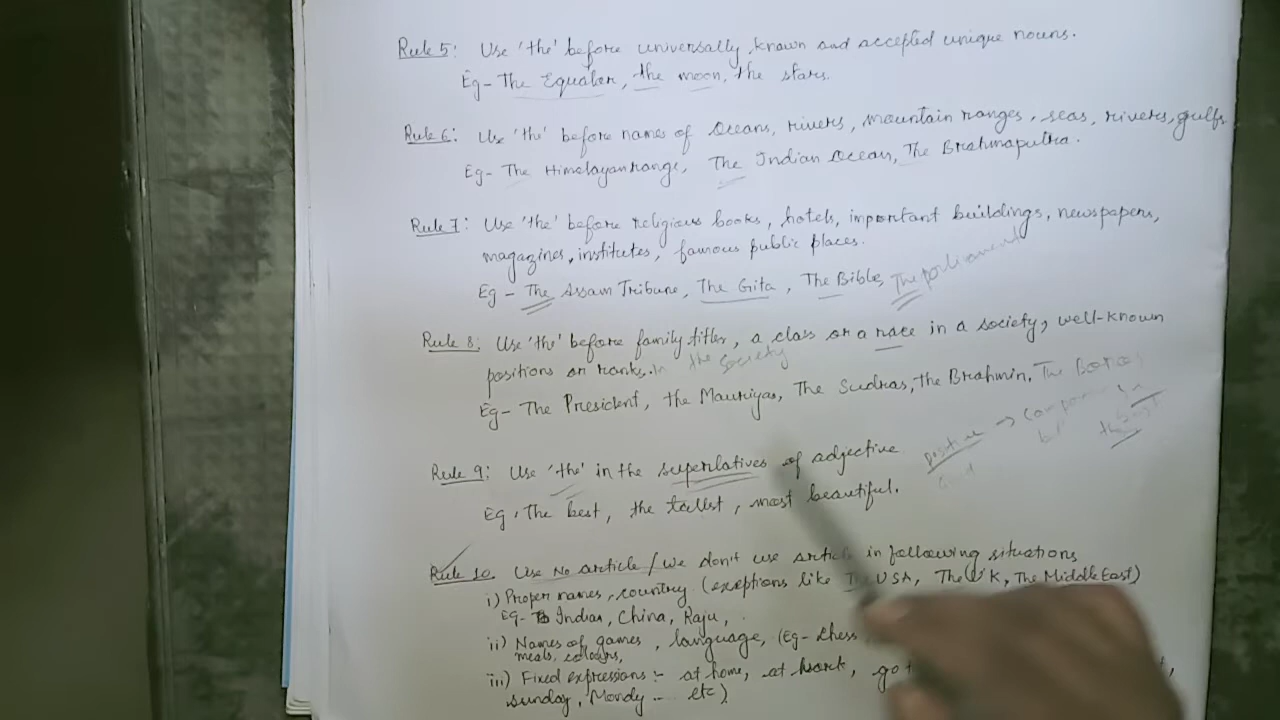 Rule 5: Use 'the' before universally known and accepted unique nouns.
Eg- The Equator, the moon, the stars.
Rule 6: Use 'the' before names of Oceans, rivers, mountain ranges, seas, rivers, gulfs
Eg- The Himalayan range, The Indian Ocean, The Brahmaputra.
Rule 7: Use 'the' before religious books, hotels, important buildings, newspapers,
magazines, institutes, famous public places.
Eg- The Assam Tribune, The Gita, The Bible, The parliament
Rule 8: Use 'the' before family titles, a class or a race in a society, well-known
positions or ranks. In the society
Eg- The President, the Mauriyas, The Sudras, the Brahmin, The
Rule 9: Use 'the' in the superlatives of adjective
positive →
Eg. The best, the tallest, most beautiful.
Rule 10. Use No article / we don't use article in following situations
i) Proper names, country (exceptions like The USA, The UK, The Middle East)
EG- Indian, China, Raju,
ii) Names of games, language, (Eg- Chess
meals, colours,
iii) Fixed expressions:- at home, at work, go
sunday, Mondy - etc)